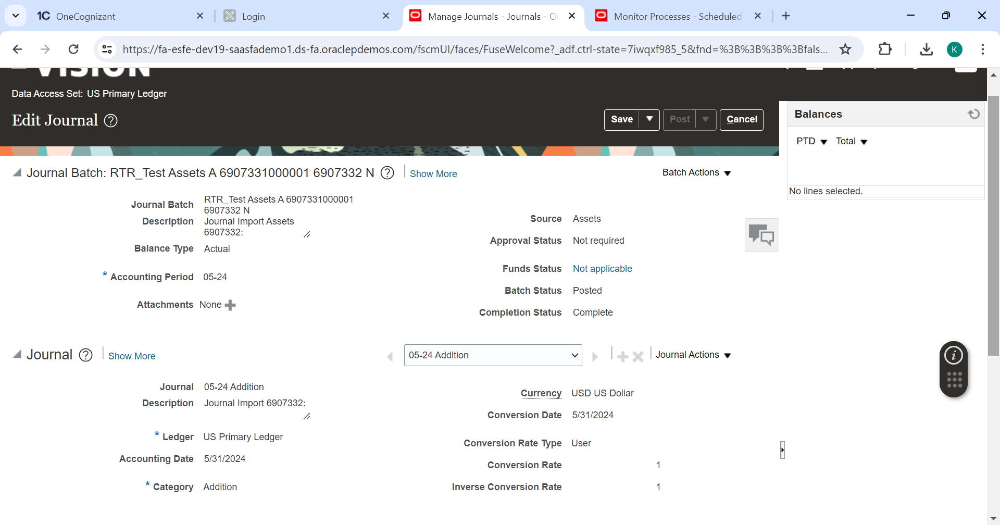 1C OneCognizant
Login
Manage Journals - Journals - O
Monitor Processes - Scheduled
https://fa-esfe-dev19-saasfademo1.ds-fa.oraclepdemos.com/fscmUI/faces/FuseWelcome?_adf.ctrl-state=7iwqxf985_5&fnd=%3B%3B%3B%3Bfals...
K
VISION
Data Access Set: US Primary Ledger
Edit Journal ?
Save
Post
Cancel
Balances
PTD Total
No lines selected.
Journal Batch: RTR_Test Assets A 6907331000001 6907332 N ?
Show More
Batch Actions
Journal Batch RTR_Test Assets A 6907331000001
6907332 N
Description Journal Import Assets
6907332:
Balance Type Actual
* Accounting Period 05-24
Attachments None
Source Assets
Approval Status Not required
Funds Status Not applicable
Batch Status Posted
Completion Status Complete
Journal ?
Show More
05-24 Addition
Journal Actions
Journal 05-24 Addition
Description Journal Import 6907332:
* Ledger US Primary Ledger
Accounting Date 5/31/2024
* Category Addition
Currency USD US Dollar
Conversion Date 5/31/2024
Conversion Rate Type User
Conversion Rate 1
Inverse Conversion Rate 1
i